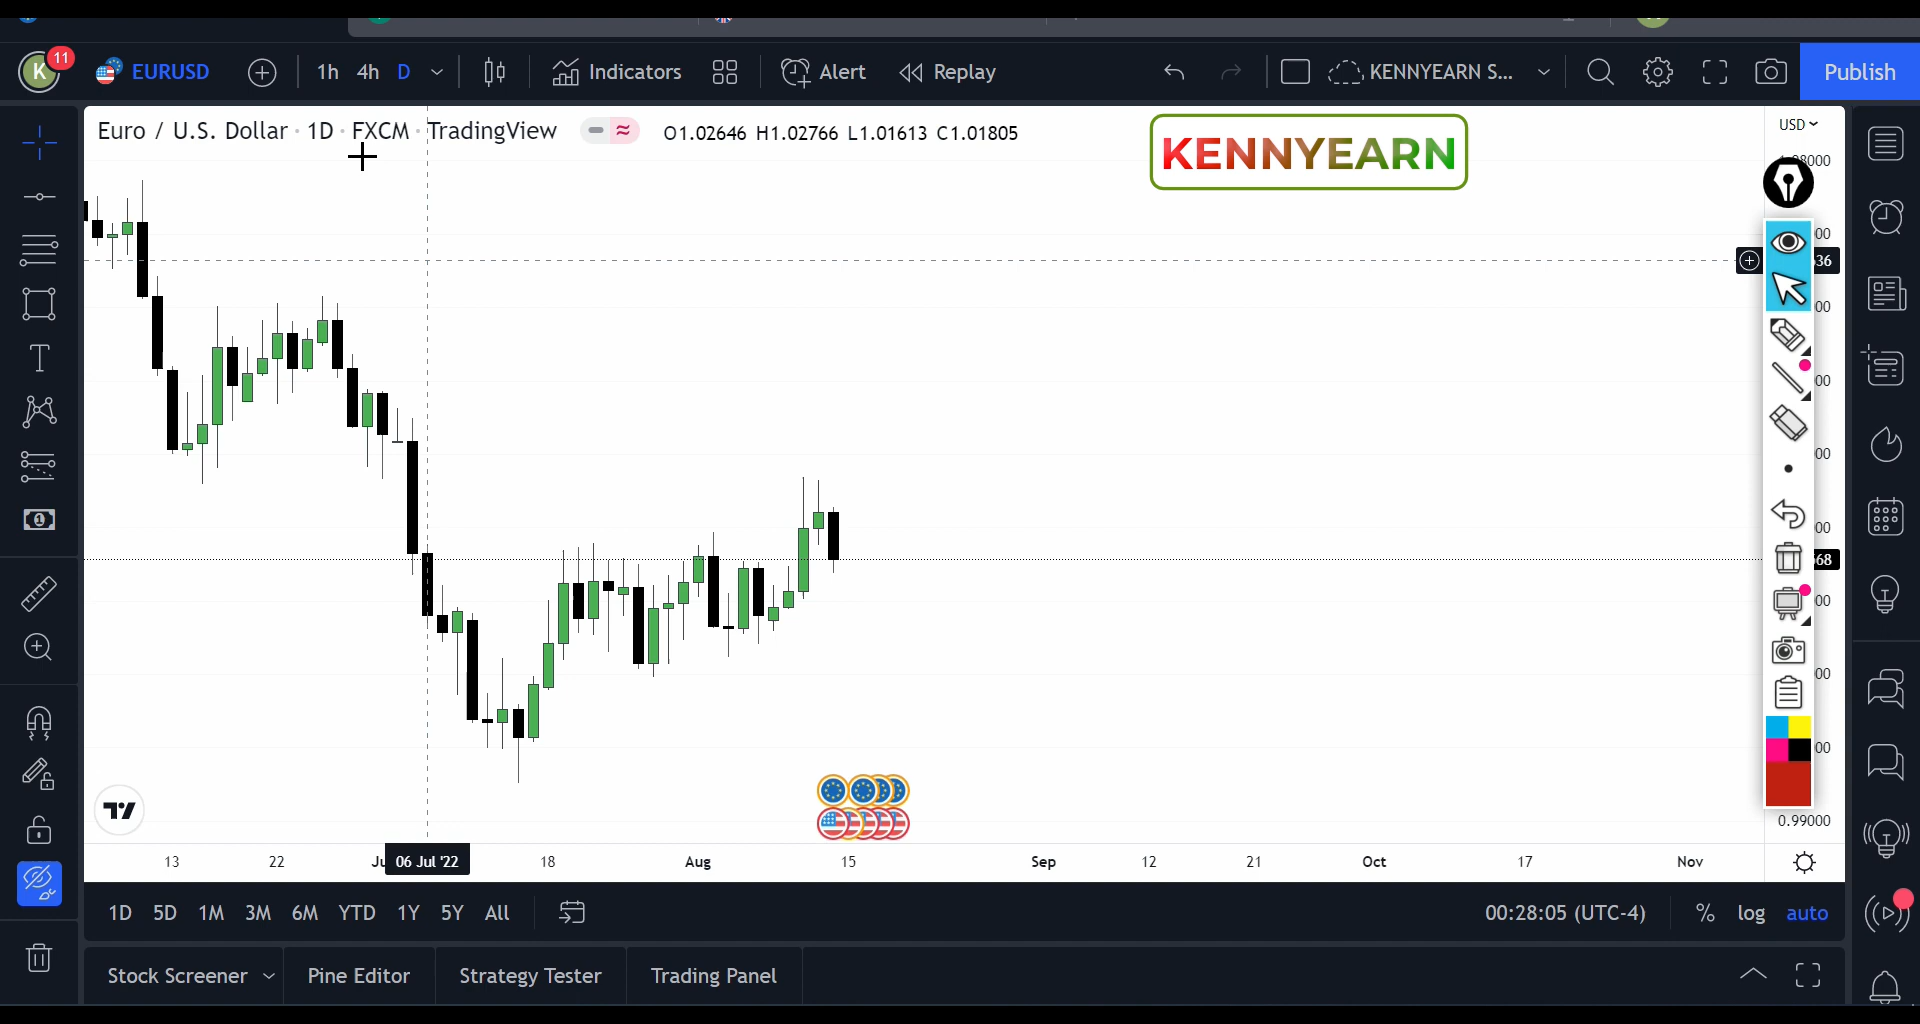 K 11 EURUSD 1h 4h D Indicators Alert Replay KENNYEARN S... Publish
Euro / U.S. Dollar · 1D · FXCM · TradingView O1.02646 H1.02766 L1.01613 C1.01805
KENNYEARN
USD
0.99000
13 22 06 Jul '22 18 Aug 15 Sep 12 21 Oct 17 Nov
1D 5D 1M 3M 6M YTD 1Y 5Y All 00:28:05 (UTC-4) % log auto
Stock Screener Pine Editor Strategy Tester Trading Panel